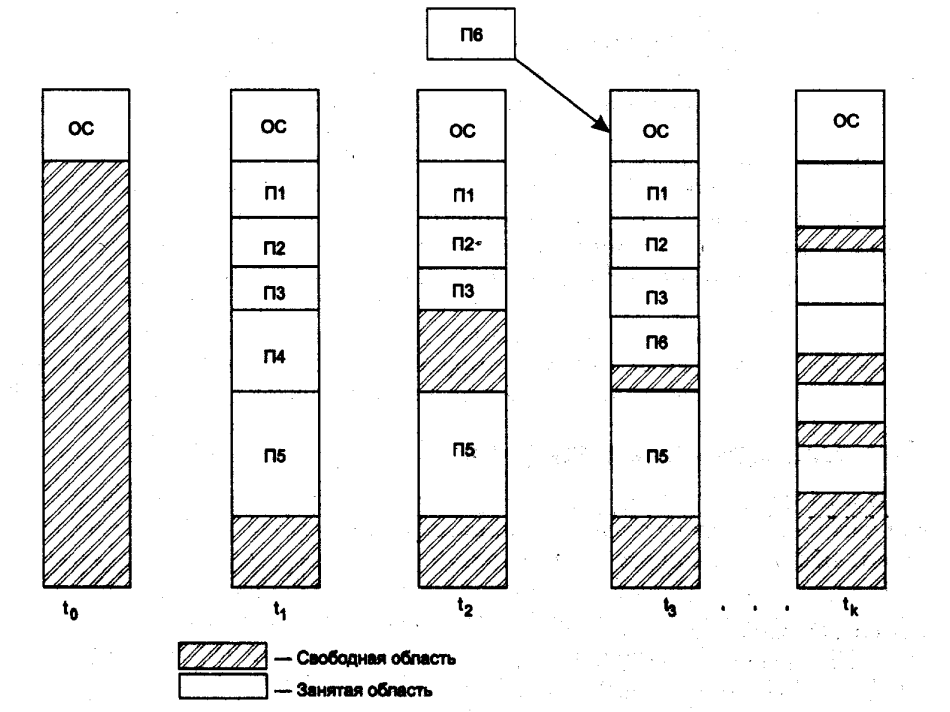 П6
ОС
ОС
ОС
ОС
ОС
П1
П1
П1
П2
П2
П2
П3
П3
П3
П4
П6
П5
П5
П5
t0
t1
t2
t3 . . . tk
— Свободная область
— Занятая область